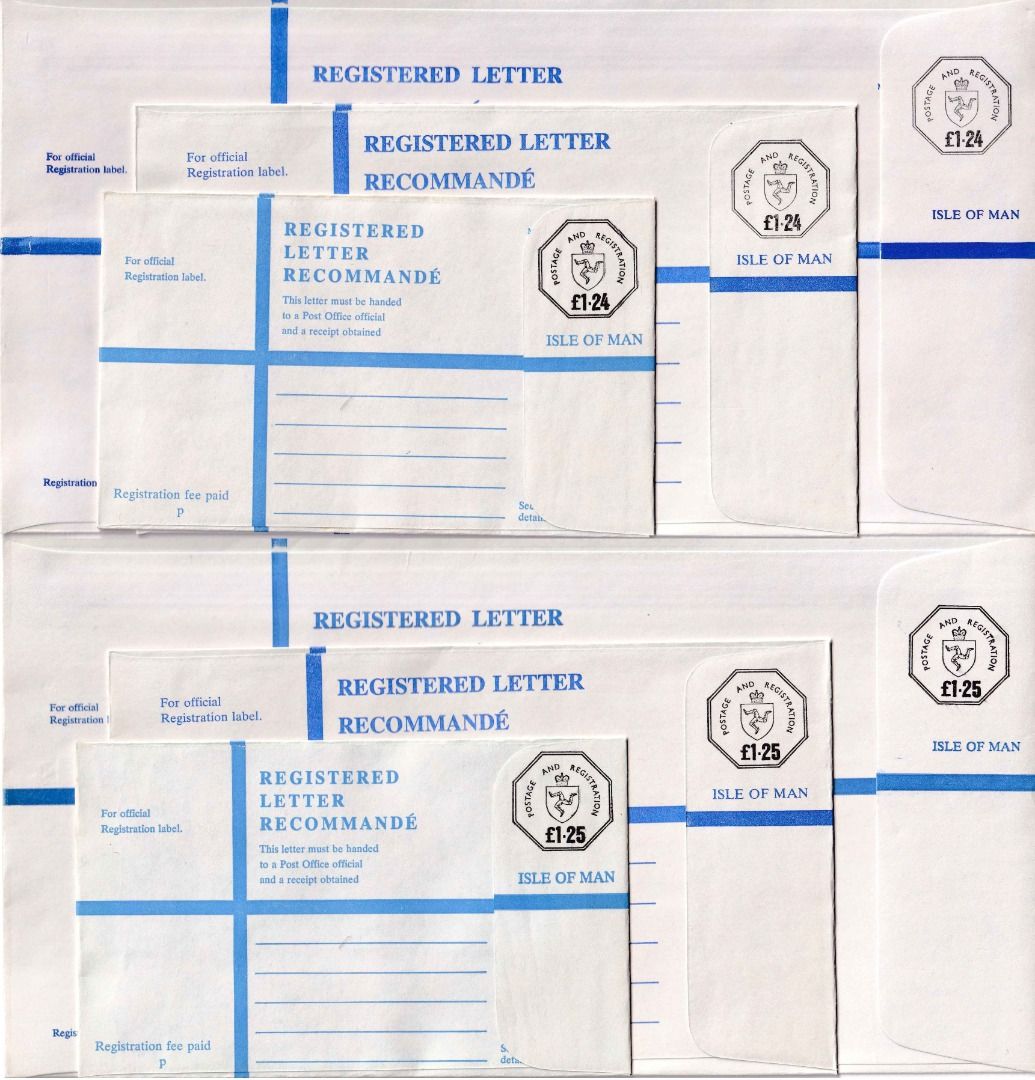 REGISTERED LETTER
POSTAGE AND REGISTRATION
£1·24
For official
Registration label.
ISLE OF MAN
Registration
REGISTERED LETTER
RECOMMANDÉ
For official
Registration label.
POSTAGE AND REGISTRATION
£1·24
ISLE OF MAN
REGISTERED
LETTER
RECOMMANDÉ
For official
Registration label.
This letter must be handed
to a Post Office official
and a receipt obtained
POSTAGE AND REGISTRATION
£1·24
ISLE OF MAN
Registration fee paid
p
REGISTERED LETTER
POSTAGE AND REGISTRATION
£1·25
For official
Registration
ISLE OF MAN
REGISTERED LETTER
RECOMMANDÉ
For official
Registration label.
POSTAGE AND REGISTRATION
£1·25
ISLE OF MAN
REGISTERED
LETTER
RECOMMANDÉ
For official
Registration label.
This letter must be handed
to a Post Office official
and a receipt obtained
POSTAGE AND REGISTRATION
£1·25
ISLE OF MAN
Registration fee paid
p